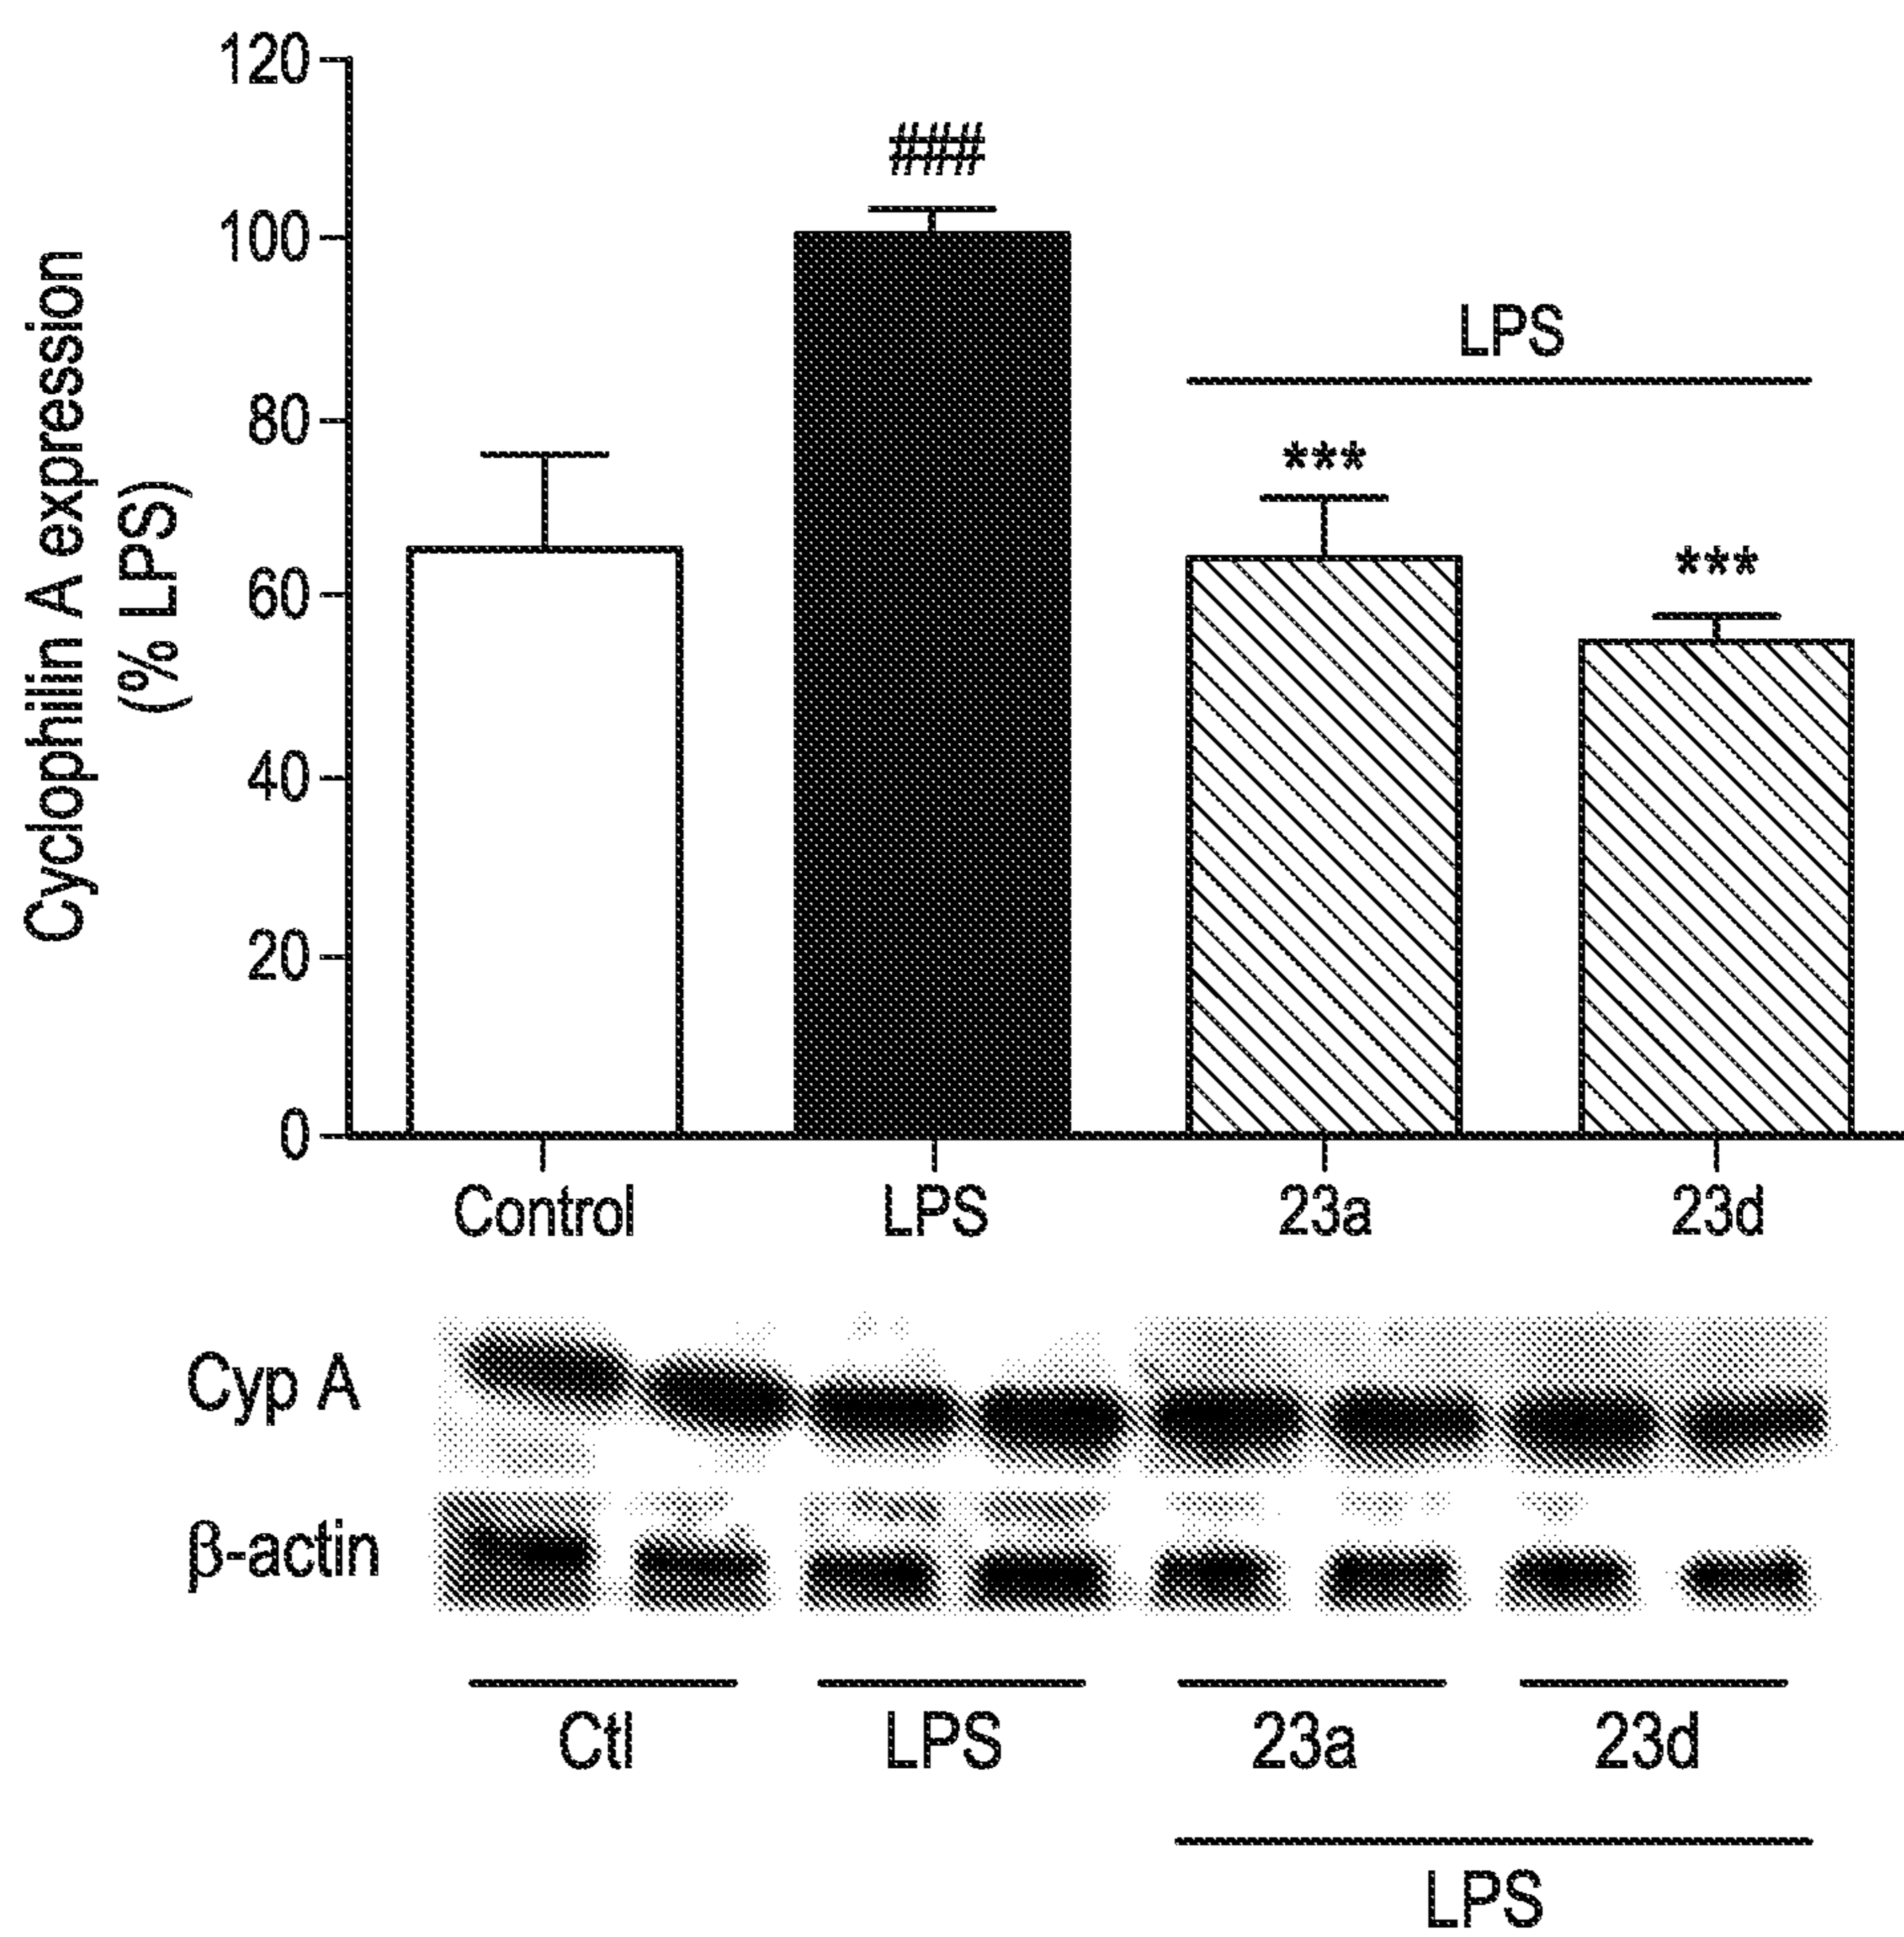 Cyclophillin A expression
(% LPS)
120
100
80
60
40
20
0
###
LPS
***
***
Control LPS 23a 23d
Cyp A
β-actin
Ctl LPS 23a 23d
LPS